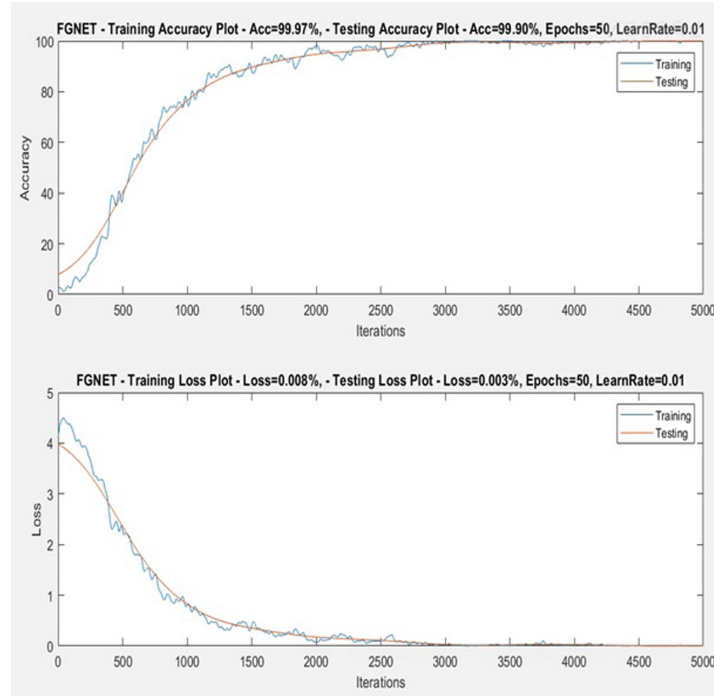 FGNET - Training Accuracy Plot - Acc=99.97%, - Testing Accuracy Plot - Acc=99.90%, Epochs=50, LearnRate=0.01
100
80
60
40
20
0
Accuracy
Training
Testing
0 500 1000 1500 2000 2500 3000 3500 4000 4500 5000
Iterations
FGNET - Training Loss Plot - Loss=0.008%, - Testing Loss Plot - Loss=0.003%, Epochs=50, LearnRate=0.01
5
4
3
2
1
0
Loss
Training
Testing
0 500 1000 1500 2000 2500 3000 3500 4000 4500 5000
Iterations